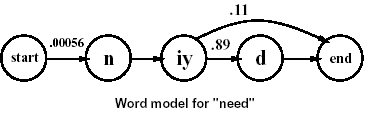 .11
.00056 .89
start n iy d end
Word model for "need"